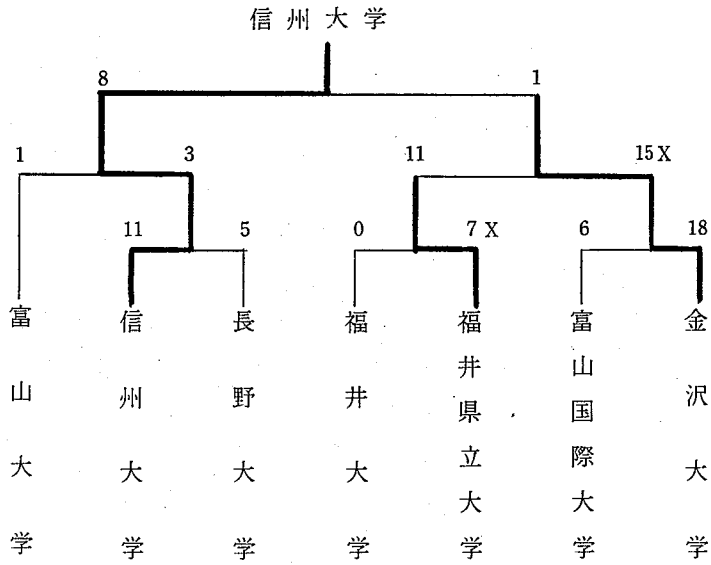 信州大学
8 1
1 3 11 15X
11 5 0 7X 6 18
富山大学
信州大学
長野大学
福井大学
福井県立大学
富山国際大学
金沢大学